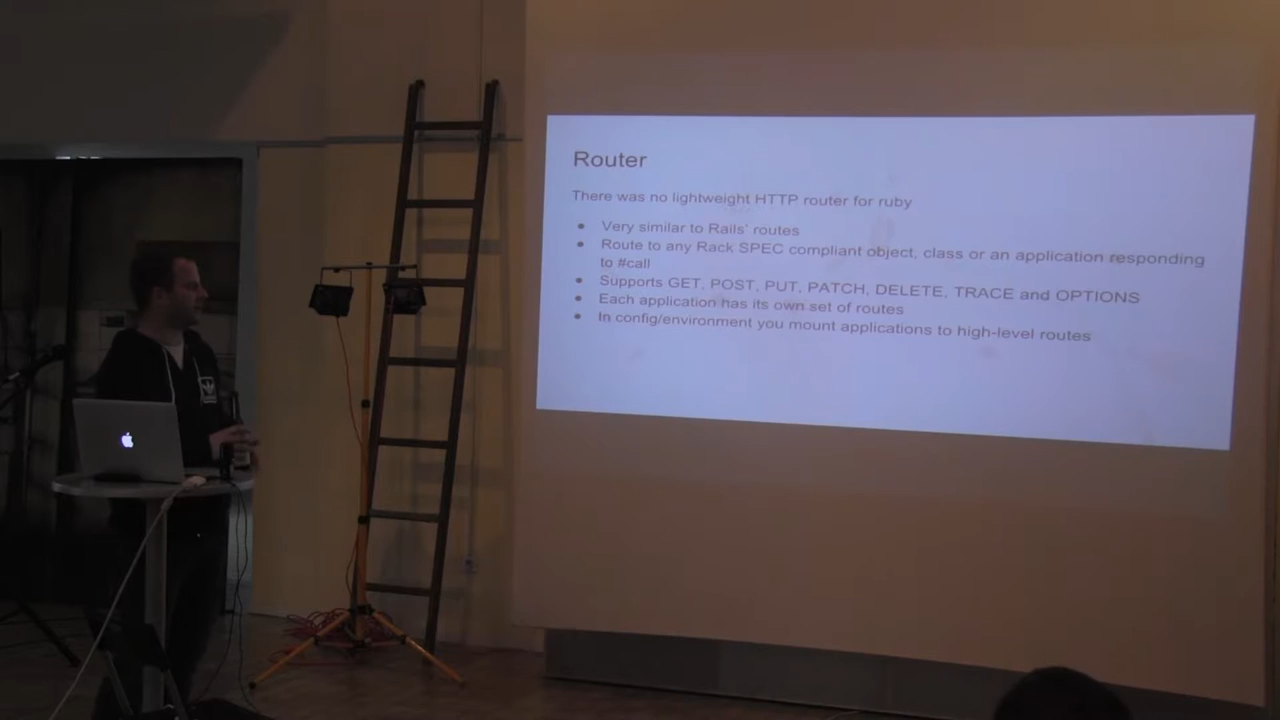 Router
There was no lightweight HTTP router for ruby
● Very similar to Rails' routes
● Route to any Rack SPEC compliant object, class or an application responding
to #call
● Supports GET, POST, PUT, PATCH, DELETE, TRACE and OPTIONS
● Each application has its own set of routes
● In config/environment you mount applications to high-level routes